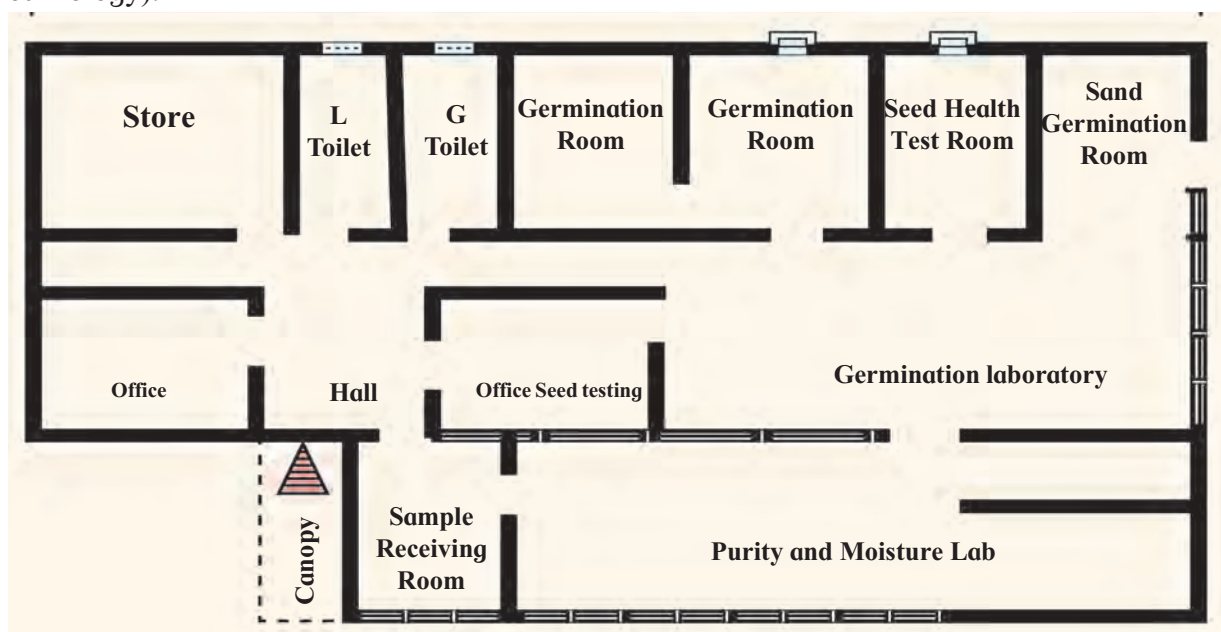 Store
L
Toilet
G
Toilet
Germination
Room
Germination
Room
Seed Health
Test Room
Sand
Germination
Room
Office
Hall
Office Seed testing
Germination laboratory
Canopy
Sample
Receiving
Room
Purity and Moisture Lab